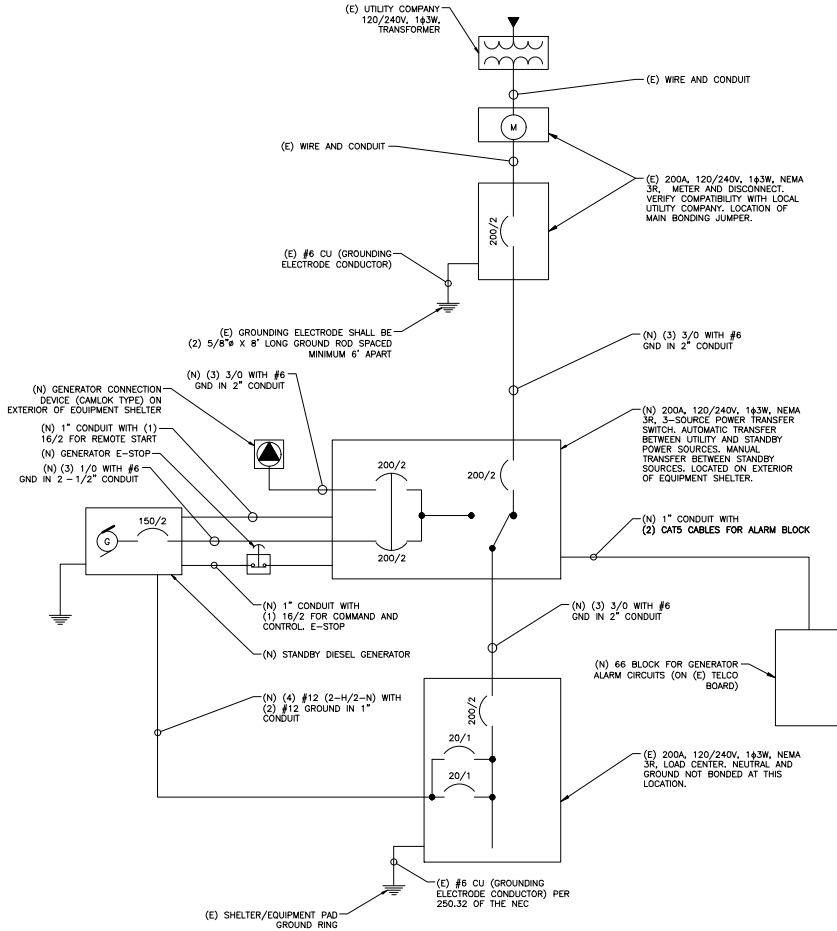 (E) UTILITY COMPANY
120/240V, 1ϕ3W,
TRANSFORMER
(E) WIRE AND CONDUIT
M
(E) WIRE AND CONDUIT
(E) 200A, 120/240V, 1ϕ3W, NEMA
3R, METER AND DISCONNECT.
VERIFY COMPATIBILITY WITH LOCAL
UTILITY COMPANY. LOCATION OF
MAIN BONDING JUMPER.
200/2
(E) #6 CU (GROUNDING
ELECTRODE CONDUCTOR)
(E) GROUNDING ELECTRODE SHALL BE
(2) 5/8"ø X 8' LONG GROUND ROD SPACED
MINIMUM 6' APART
(N) (3) 3/0 WITH #6
GND IN 2" CONDUIT
(N) (3) 3/0 WITH #6
GND IN 2" CONDUIT
(N) GENERATOR CONNECTION
DEVICE (CAMLOK TYPE) ON
EXTERIOR OF EQUIPMENT SHELTER
(N) 1" CONDUIT WITH (1)
16/2 FOR REMOTE START
(N) GENERATOR E-STOP
(N) (3) 1/0 WITH #6
GND IN 2 - 1/2" CONDUIT
(N) 200A, 120/240V, 1ϕ3W, NEMA
3R, 3-SOURCE POWER TRANSFER
SWITCH. AUTOMATIC TRANSFER
BETWEEN UTILITY AND STANDBY
POWER SOURCES. MANUAL
TRANSFER BETWEEN STANDBY
SOURCES. LOCATED ON EXTERIOR
OF EQUIPMENT SHELTER.
200/2
200/2
200/2
150/2
G
(N) 1" CONDUIT WITH
(2) CAT5 CABLES FOR ALARM BLOCK
(N) 1" CONDUIT WITH
(1) 16/2 FOR COMMAND AND
CONTROL. E-STOP
(N) STANDBY DIESEL GENERATOR
(N) (3) 3/0 WITH #6
GND IN 2" CONDUIT
(N) 66 BLOCK FOR GENERATOR
ALARM CIRCUITS (ON (E) TELCO
BOARD)
(N) (4) #12 (2-H/2-N) WITH
(2) #12 GROUND IN 1"
CONDUIT
200/2
20/1
20/1
(E) 200A, 120/240V, 1ϕ3W, NEMA
3R, LOAD CENTER. NEUTRAL AND
GROUND NOT BONDED AT THIS
LOCATION.
(E) #6 CU (GROUNDING
ELECTRODE CONDUCTOR) PER
250.32 OF THE NEC
(E) SHELTER/EQUIPMENT PAD
GROUND RING